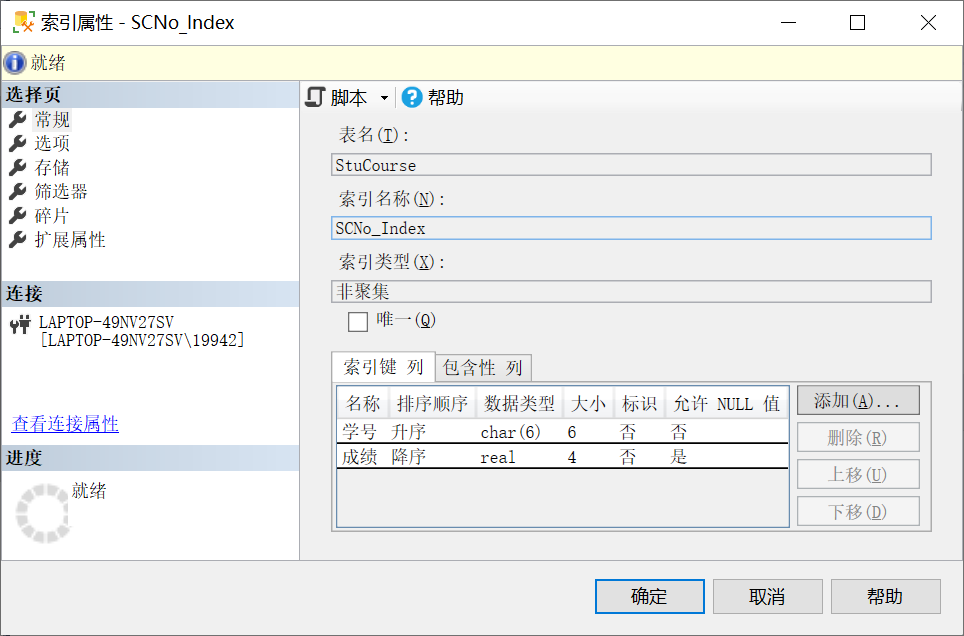 索引属性 - SCNo_Index
就绪
选择页
常规
选项
存储
筛选器
碎片
扩展属性
连接
LAPTOP-49NV27SV
[LAPTOP-49NV27SV\19942]
查看连接属性
进度
就绪
脚本 帮助
表名(T):
StuCourse
索引名称(N):
SCNo_Index
索引类型(X):
非聚集
唯一(Q)
索引键 列 包含性 列
名称 排序顺序 数据类型 大小 标识 允许 NULL 值
学号 升序 char(6) 6 否 否
成绩 降序 real 4 否 是
添加(A)...
删除(R)
上移(U)
下移(D)
确定 取消 帮助